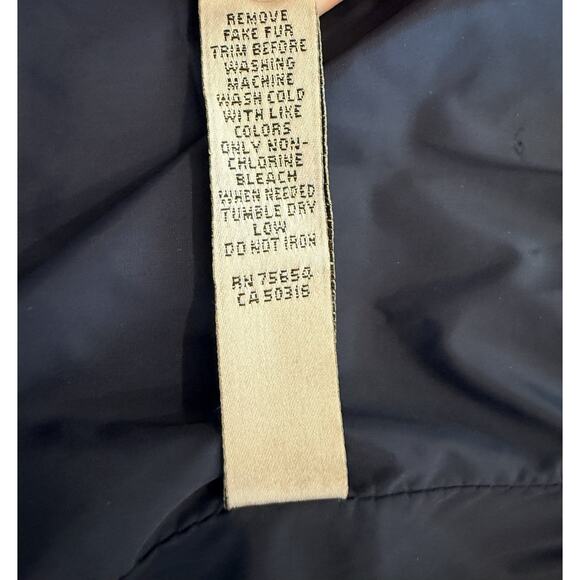 REMOVE
FAKE FUR
TRIM BEFORE
WASHING
MACHINE
WASH COLD
WITH LIKE
COLORS
ONLY NON-
CHLORINE
BLEACH
WHEN NEEDED
TUMBLE DRY
LOW
DO NOT IRON
RN 75654
CA 50316